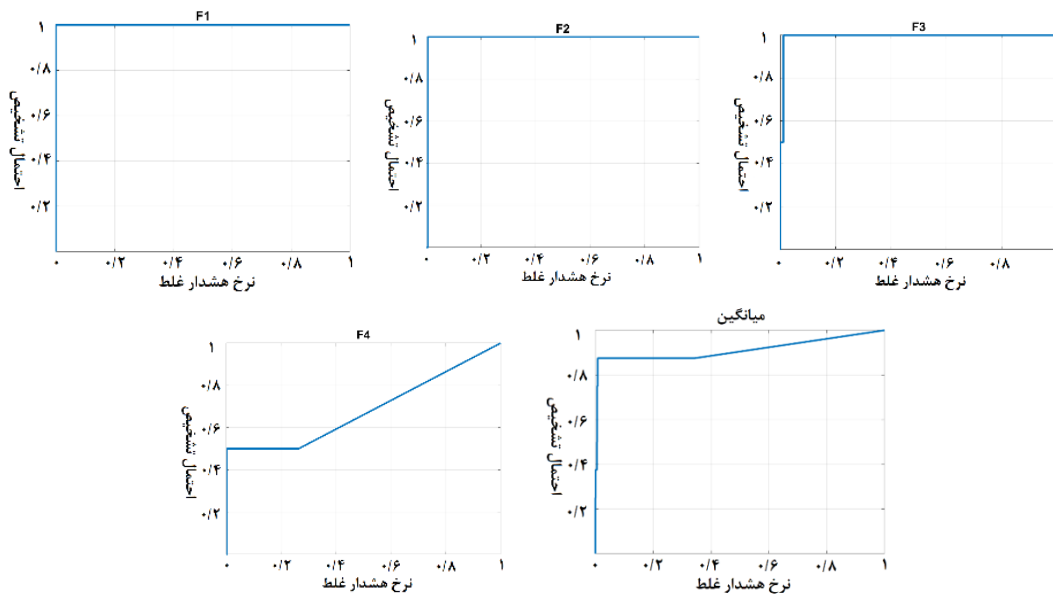 F1
۱
۰/۸
۰/۶
۰/۴
۰/۲
احتمال تشخیص
۰ ۰/۲ ۰/۴ ۰/۶ ۰/۸ ۱
نرخ هشدار غلط
F2
۱
۰/۸
۰/۶
۰/۴
۰/۲
احتمال تشخیص
۰ ۰/۲ ۰/۴ ۰/۶ ۰/۸ ۱
نرخ هشدار غلط
F3
۱
۰/۸
۰/۶
۰/۴
۰/۲
احتمال تشخیص
۰ ۰/۲ ۰/۴ ۰/۶ ۰/۸
نرخ هشدار غلط
F4
۱
۰/۸
۰/۶
۰/۴
۰/۲
احتمال تشخیص
۰ ۰/۲ ۰/۴ ۰/۶ ۰/۸ ۱
نرخ هشدار غلط
میانگین
۱
۰/۸
۰/۶
۰/۴
۰/۲
احتمال تشخیص
۰ ۰/۲ ۰/۴ ۰/۶ ۰/۸ ۱
نرخ هشدار غلط